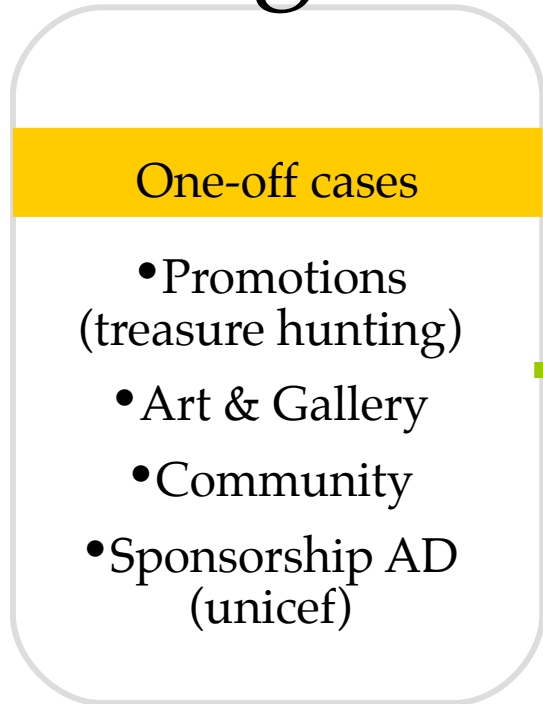 One-off cases
•Promotions
(treasure hunting)
•Art & Gallery
•Community
•Sponsorship AD
(unicef)